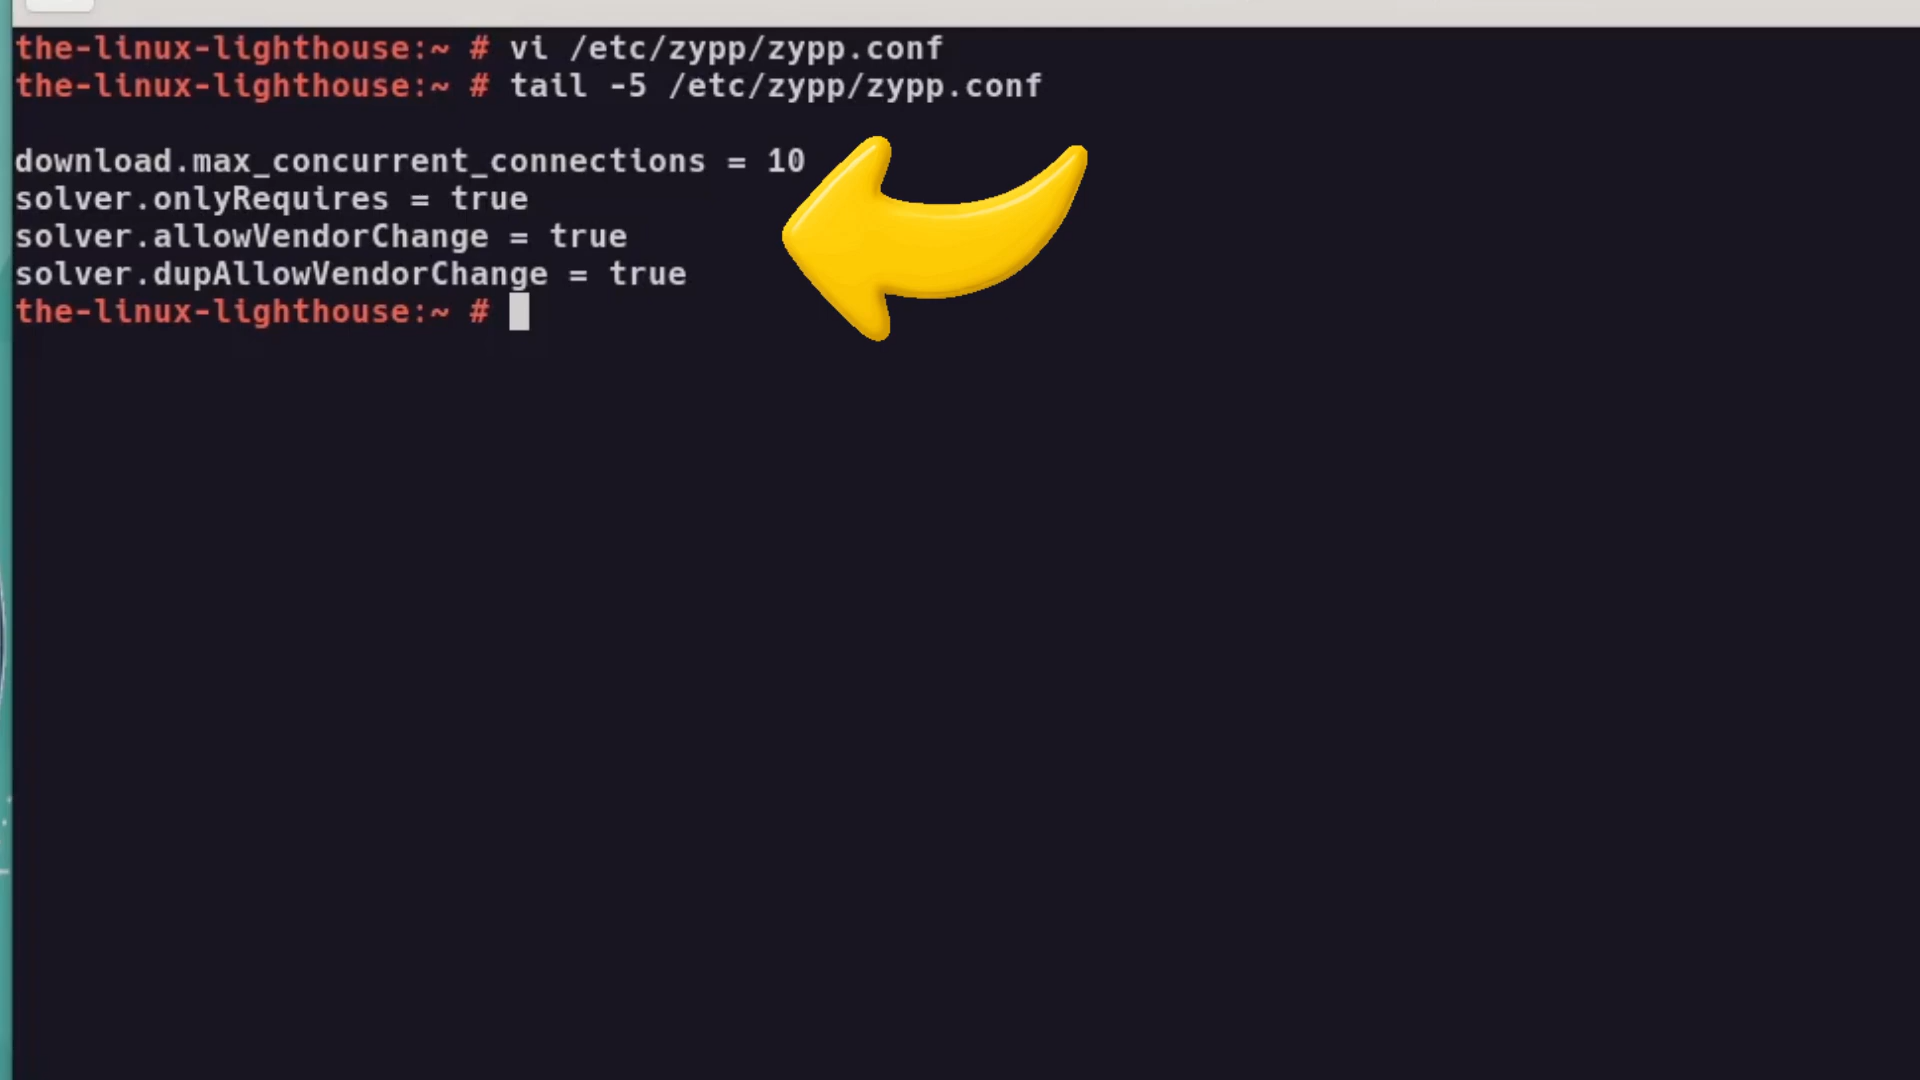 the-linux-lighthouse:~ # vi /etc/zypp/zypp.conf
the-linux-lighthouse:~ # tail -5 /etc/zypp/zypp.conf
download.max_concurrent_connections = 10
solver.onlyRequires = true
solver.allowVendorChange = true
solver.dupAllowVendorChange = true
the-linux-lighthouse:~ #